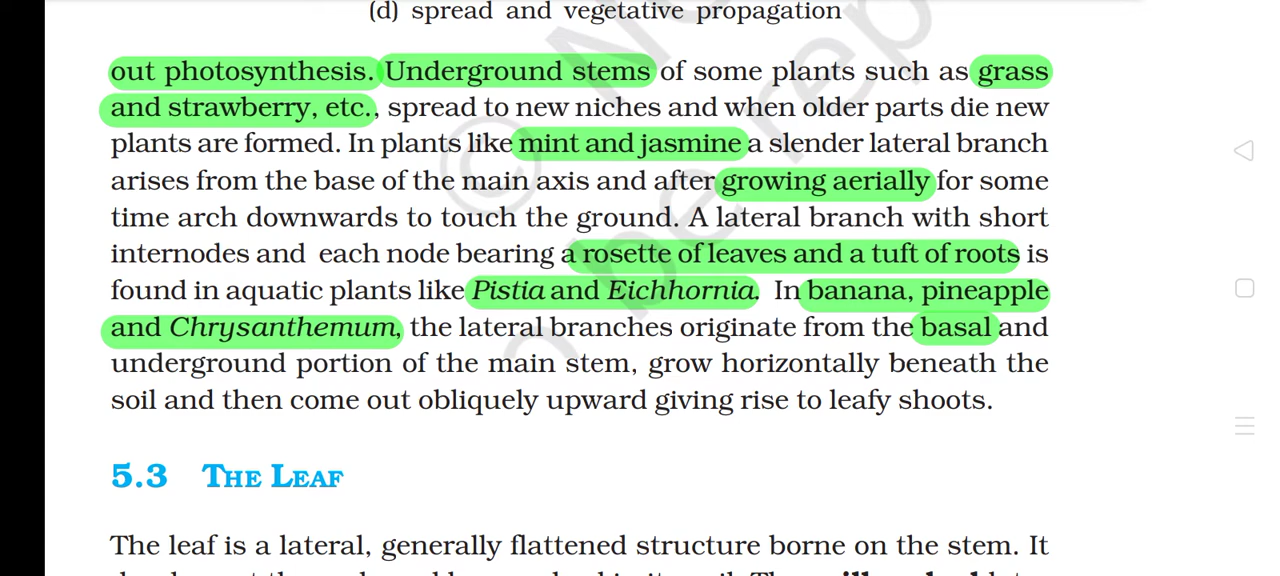 (d) spread and vegetative propagation
out photosynthesis. Underground stems of some plants such as grass
and strawberry, etc., spread to new niches and when older parts die new
plants are formed. In plants like mint and jasmine a slender lateral branch
arises from the base of the main axis and after growing aerially for some
time arch downwards to touch the ground. A lateral branch with short
internodes and each node bearing a rosette of leaves and a tuft of roots is
found in aquatic plants like Pistia and Eichhornia. In banana, pineapple
and Chrysanthemum, the lateral branches originate from the basal and
underground portion of the main stem, grow horizontally beneath the
soil and then come out obliquely upward giving rise to leafy shoots.
5.3 THE LEAF
The leaf is a lateral, generally flattened structure borne on the stem. It